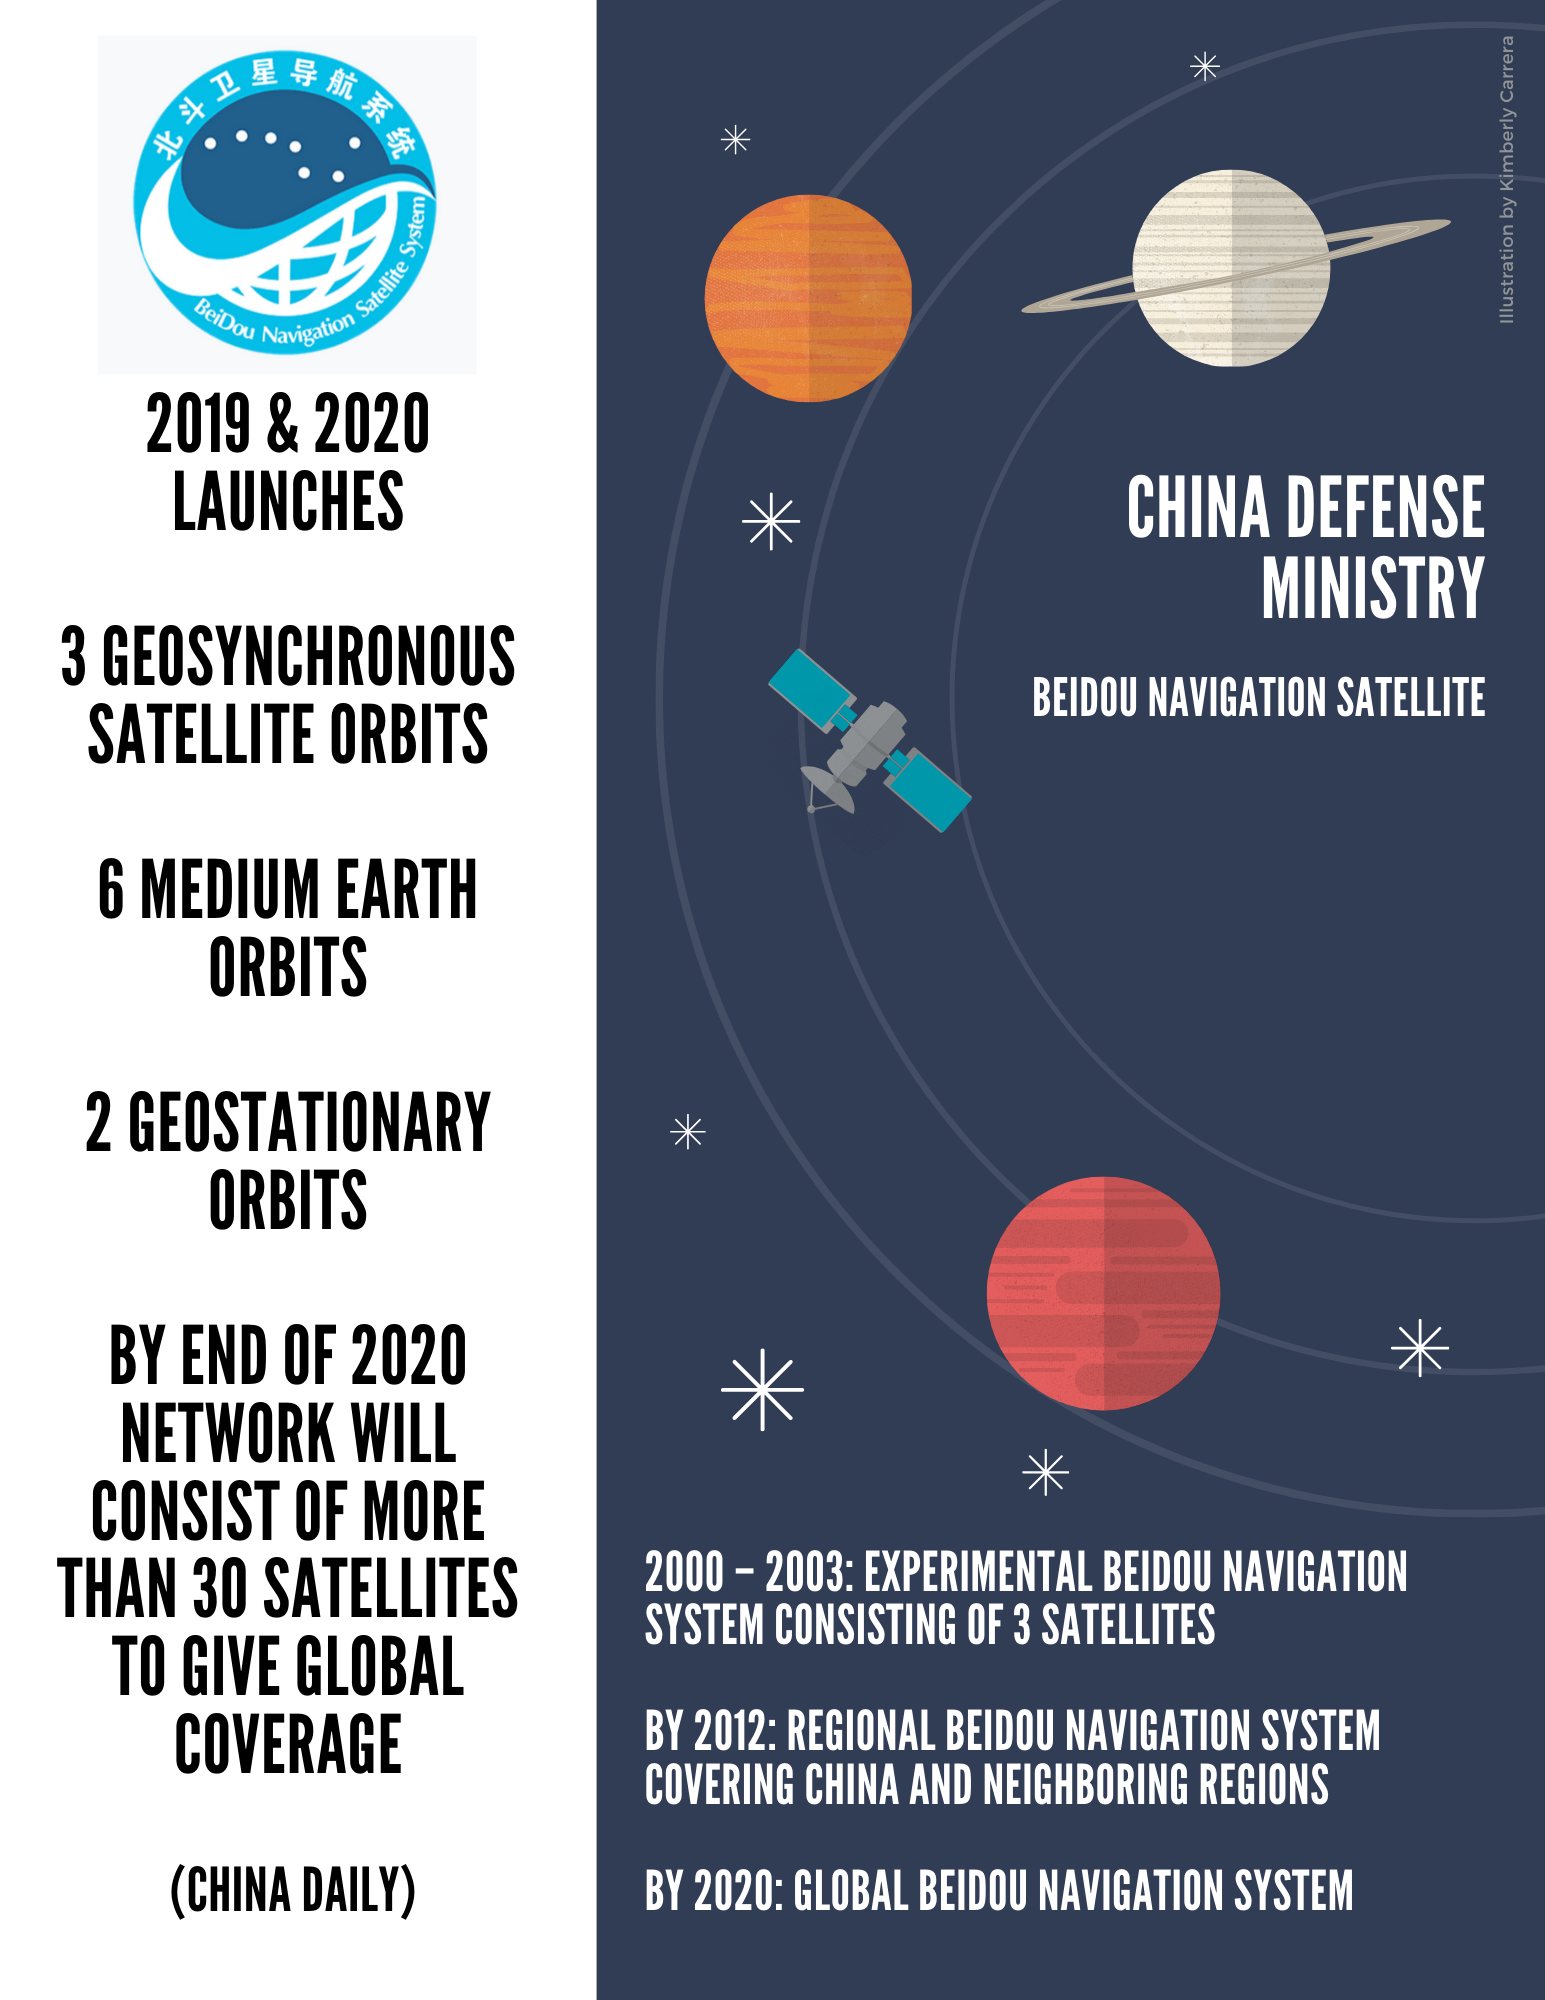 北斗卫星导航系统
BeiDou Navigation Satellite System
2019 & 2020
LAUNCHES
3 GEOSYNCHRONOUS
SATELLITE ORBITS
6 MEDIUM EARTH
ORBITS
2 GEOSTATIONARY
ORBITS
BY END OF 2020
NETWORK WILL
CONSIST OF MORE
THAN 30 SATELLITES
TO GIVE GLOBAL
COVERAGE
(CHINA DAILY)
Illustration by Kimberly Carrera
CHINA DEFENSE
MINISTRY
BEIDOU NAVIGATION SATELLITE
2000 – 2003: EXPERIMENTAL BEIDOU NAVIGATION
SYSTEM CONSISTING OF 3 SATELLITES
BY 2012: REGIONAL BEIDOU NAVIGATION SYSTEM
COVERING CHINA AND NEIGHBORING REGIONS
BY 2020: GLOBAL BEIDOU NAVIGATION SYSTEM